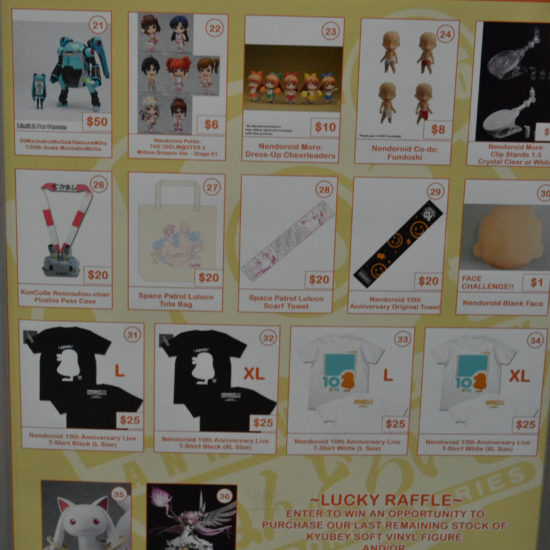 21
Limit 2 Per Person
$50
22
$6
Nendoroid Petite:
THE IDOLM@STER 2
Million Dreams Ver. - Stage 01
23
$10
Nendoroid More:
Dress-Up Cheerleaders
24
$8
Nendoroid Co-de:
Fundoshi
Nendoroid More:
Clip Stands 1.5
Crystal Clear or White
26
$20
KanColle Rensouhou-chan
Plushie Pass Case
27
$20
Space Patrol Luluco
Tote Bag
28
$20
Space Patrol Luluco
Scarf Towel
29
$20
Nendoroid 10th
Anniversary Original Towel
30
FACE
CHALLENGE!!
$1
Nendoroid Blank Face
31
L
$25
Nendoroid 10th Anniversary Live
T-Shirt Black (L Size)
32
XL
$25
Nendoroid 10th Anniversary Live
T-Shirt Black (XL Size)
33
10
L
$25
Nendoroid 10th Anniversary Live
T-Shirt White (L Size)
34
10
XL
$25
Nendoroid 10th Anniversary Live
T-Shirt White (XL Size)
35
36
~LUCKY RAFFLE~
ENTER TO WIN AN OPPORTUNITY TO
PURCHASE OUR LAST REMAINING STOCK OF
KYUBEY SOFT VINYL FIGURE
AND/OR